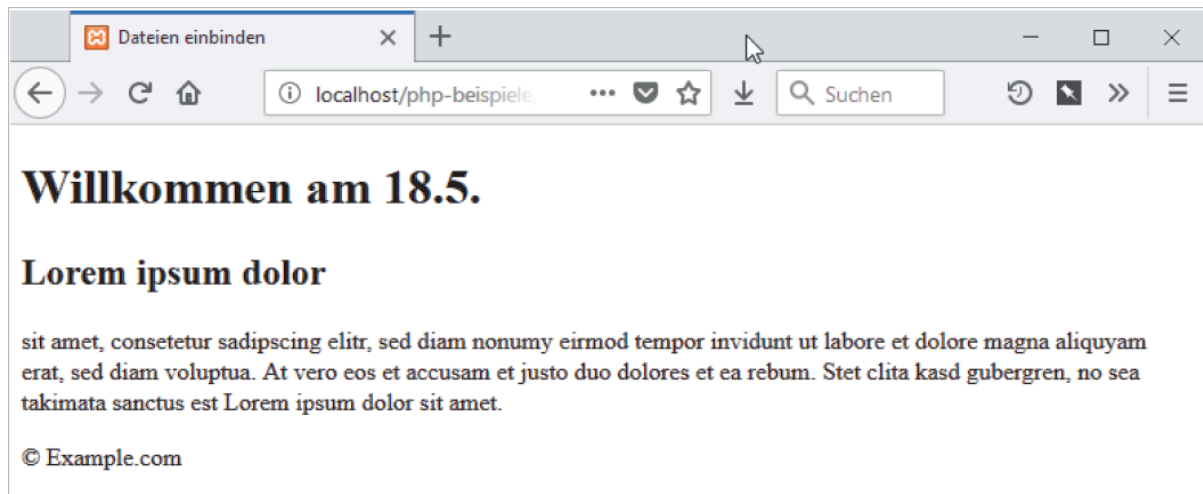 Dateien einbinden
localhost/php-beispiele/
Suchen
Willkommen am 18.5.
Lorem ipsum dolor
sit amet, consetetur sadipscing elitr, sed diam nonumy eirmod tempor invidunt ut labore et dolore magna aliquyam
erat, sed diam voluptua. At vero eos et accusam et justo duo dolores et ea rebum. Stet clita kasd gubergren, no sea
takimata sanctus est Lorem ipsum dolor sit amet.
© Example.com